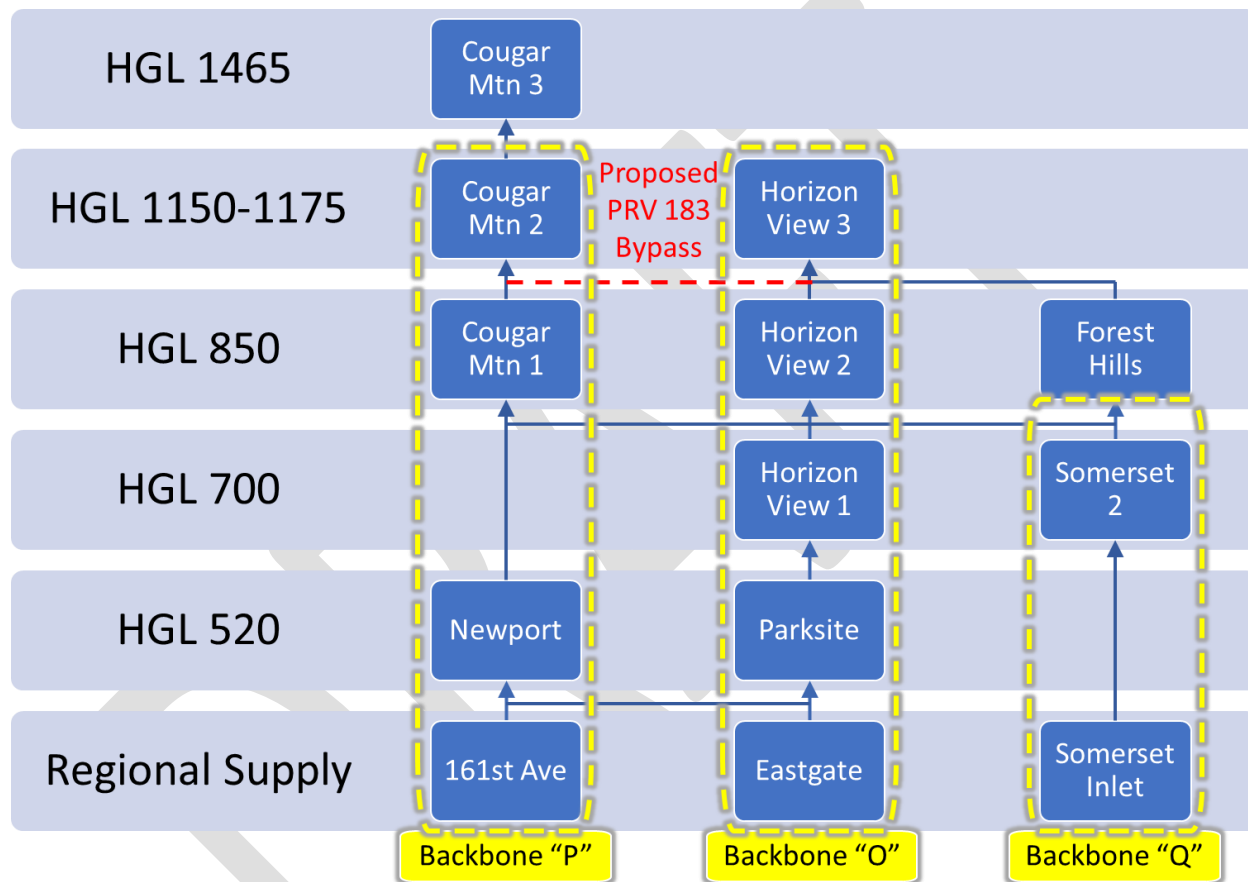 HGL 1465
Cougar
Mtn 3
HGL 1150-1175
Cougar
Mtn 2
Proposed
PRV 183
Bypass
Horizon
View 3
HGL 850
Cougar
Mtn 1
Horizon
View 2
Forest
Hills
HGL 700
Horizon
View 1
Somerset
2
HGL 520
Newport
Parksite
Regional Supply
161st Ave
Eastgate
Somerset
Inlet
Backbone “P”
Backbone “O”
Backbone “Q”